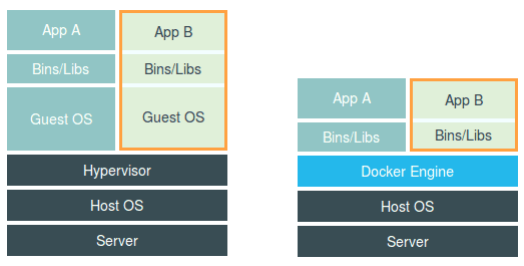 App A
App B
Bins/Libs
Bins/Libs
Guest OS
Guest OS
Hypervisor
Host OS
Server
App A
App B
Bins/Libs
Bins/Libs
Docker Engine
Host OS
Server